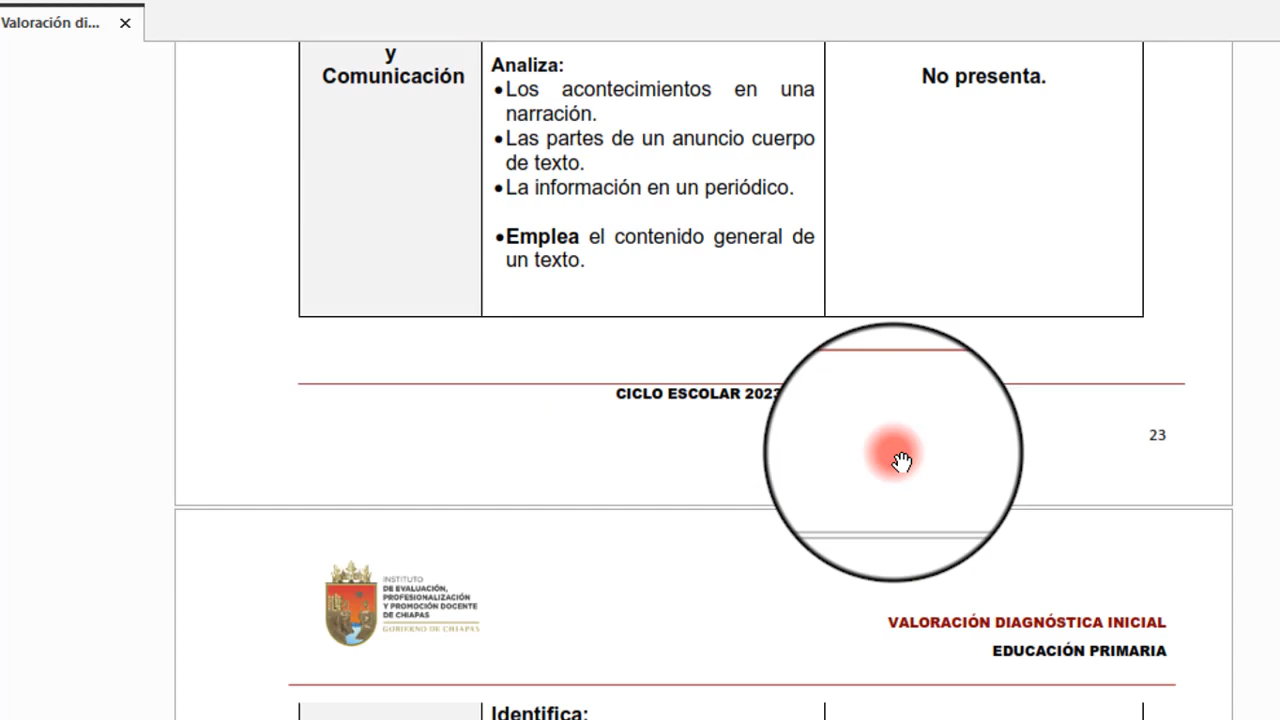 Valoración di...
y
Comunicación
Analiza:
•Los acontecimientos en una
narración.
•Las partes de un anuncio cuerpo
de texto.
•La información en un periódico.
•Emplea el contenido general de
un texto.
No presenta.
CICLO ESCOLAR 2023
23
INSTITUTO
DE EVALUACIÓN,
PROFESIONALIZACIÓN
Y PROMOCIÓN DOCENTE
DE CHIAPAS
GOBIERNO DE CHIAPAS
VALORACIÓN DIAGNÓSTICA INICIAL
EDUCACIÓN PRIMARIA
Identifica: